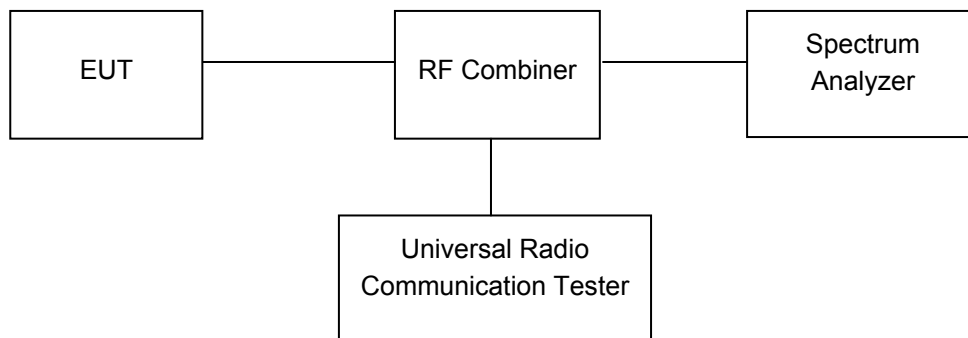 EUT
RF Combiner
Spectrum
Analyzer
Universal Radio
Communication Tester